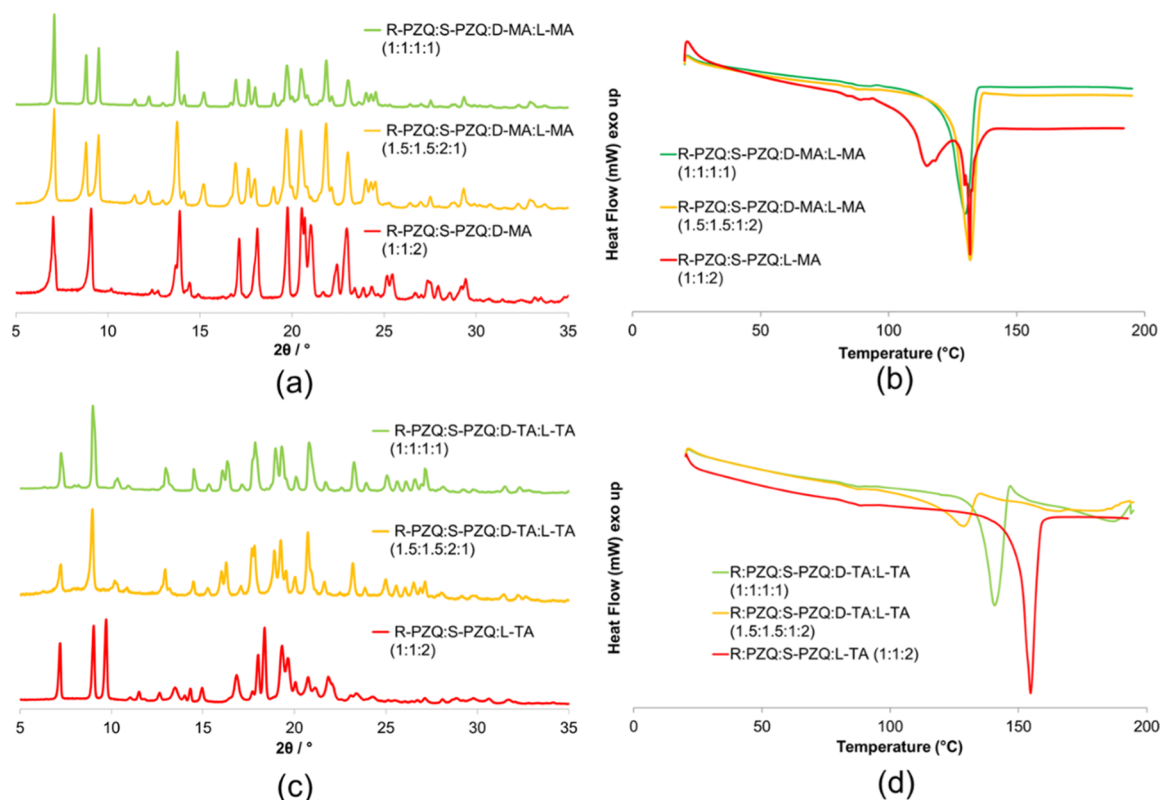 R-PZQ:S-PZQ:D-MA:L-MA
(1:1:1:1)
R-PZQ:S-PZQ:D-MA:L-MA
(1.5:1.5:2:1)
R-PZQ:S-PZQ:D-MA
(1:1:2)
5 10 15 20 25 30 35
2θ / °
(a)
Heat Flow (mW) exo up
R-PZQ:S-PZQ:D-MA:L-MA
(1:1:1:1)
R-PZQ:S-PZQ:D-MA:L-MA
(1.5:1.5:1:2)
R-PZQ:S-PZQ:L-MA
(1:1:2)
0 50 100 150 200
Temperature (°C)
(b)
R-PZQ:S-PZQ:D-TA:L-TA
(1:1:1:1)
R-PZQ:S-PZQ:D-TA:L-TA
(1.5:1.5:2:1)
R-PZQ:S-PZQ:L-TA
(1:1:2)
5 10 15 20 25 30 35
2θ / °
(c)
Heat Flow (mW) exo up
R:PZQ:S-PZQ:D-TA:L-TA
(1:1:1:1)
R:PZQ:S-PZQ:D-TA:L-TA
(1.5:1.5:1:2)
R:PZQ:S-PZQ:L-TA (1:1:2)
0 50 100 150 200
Temperature (°C)
(d)